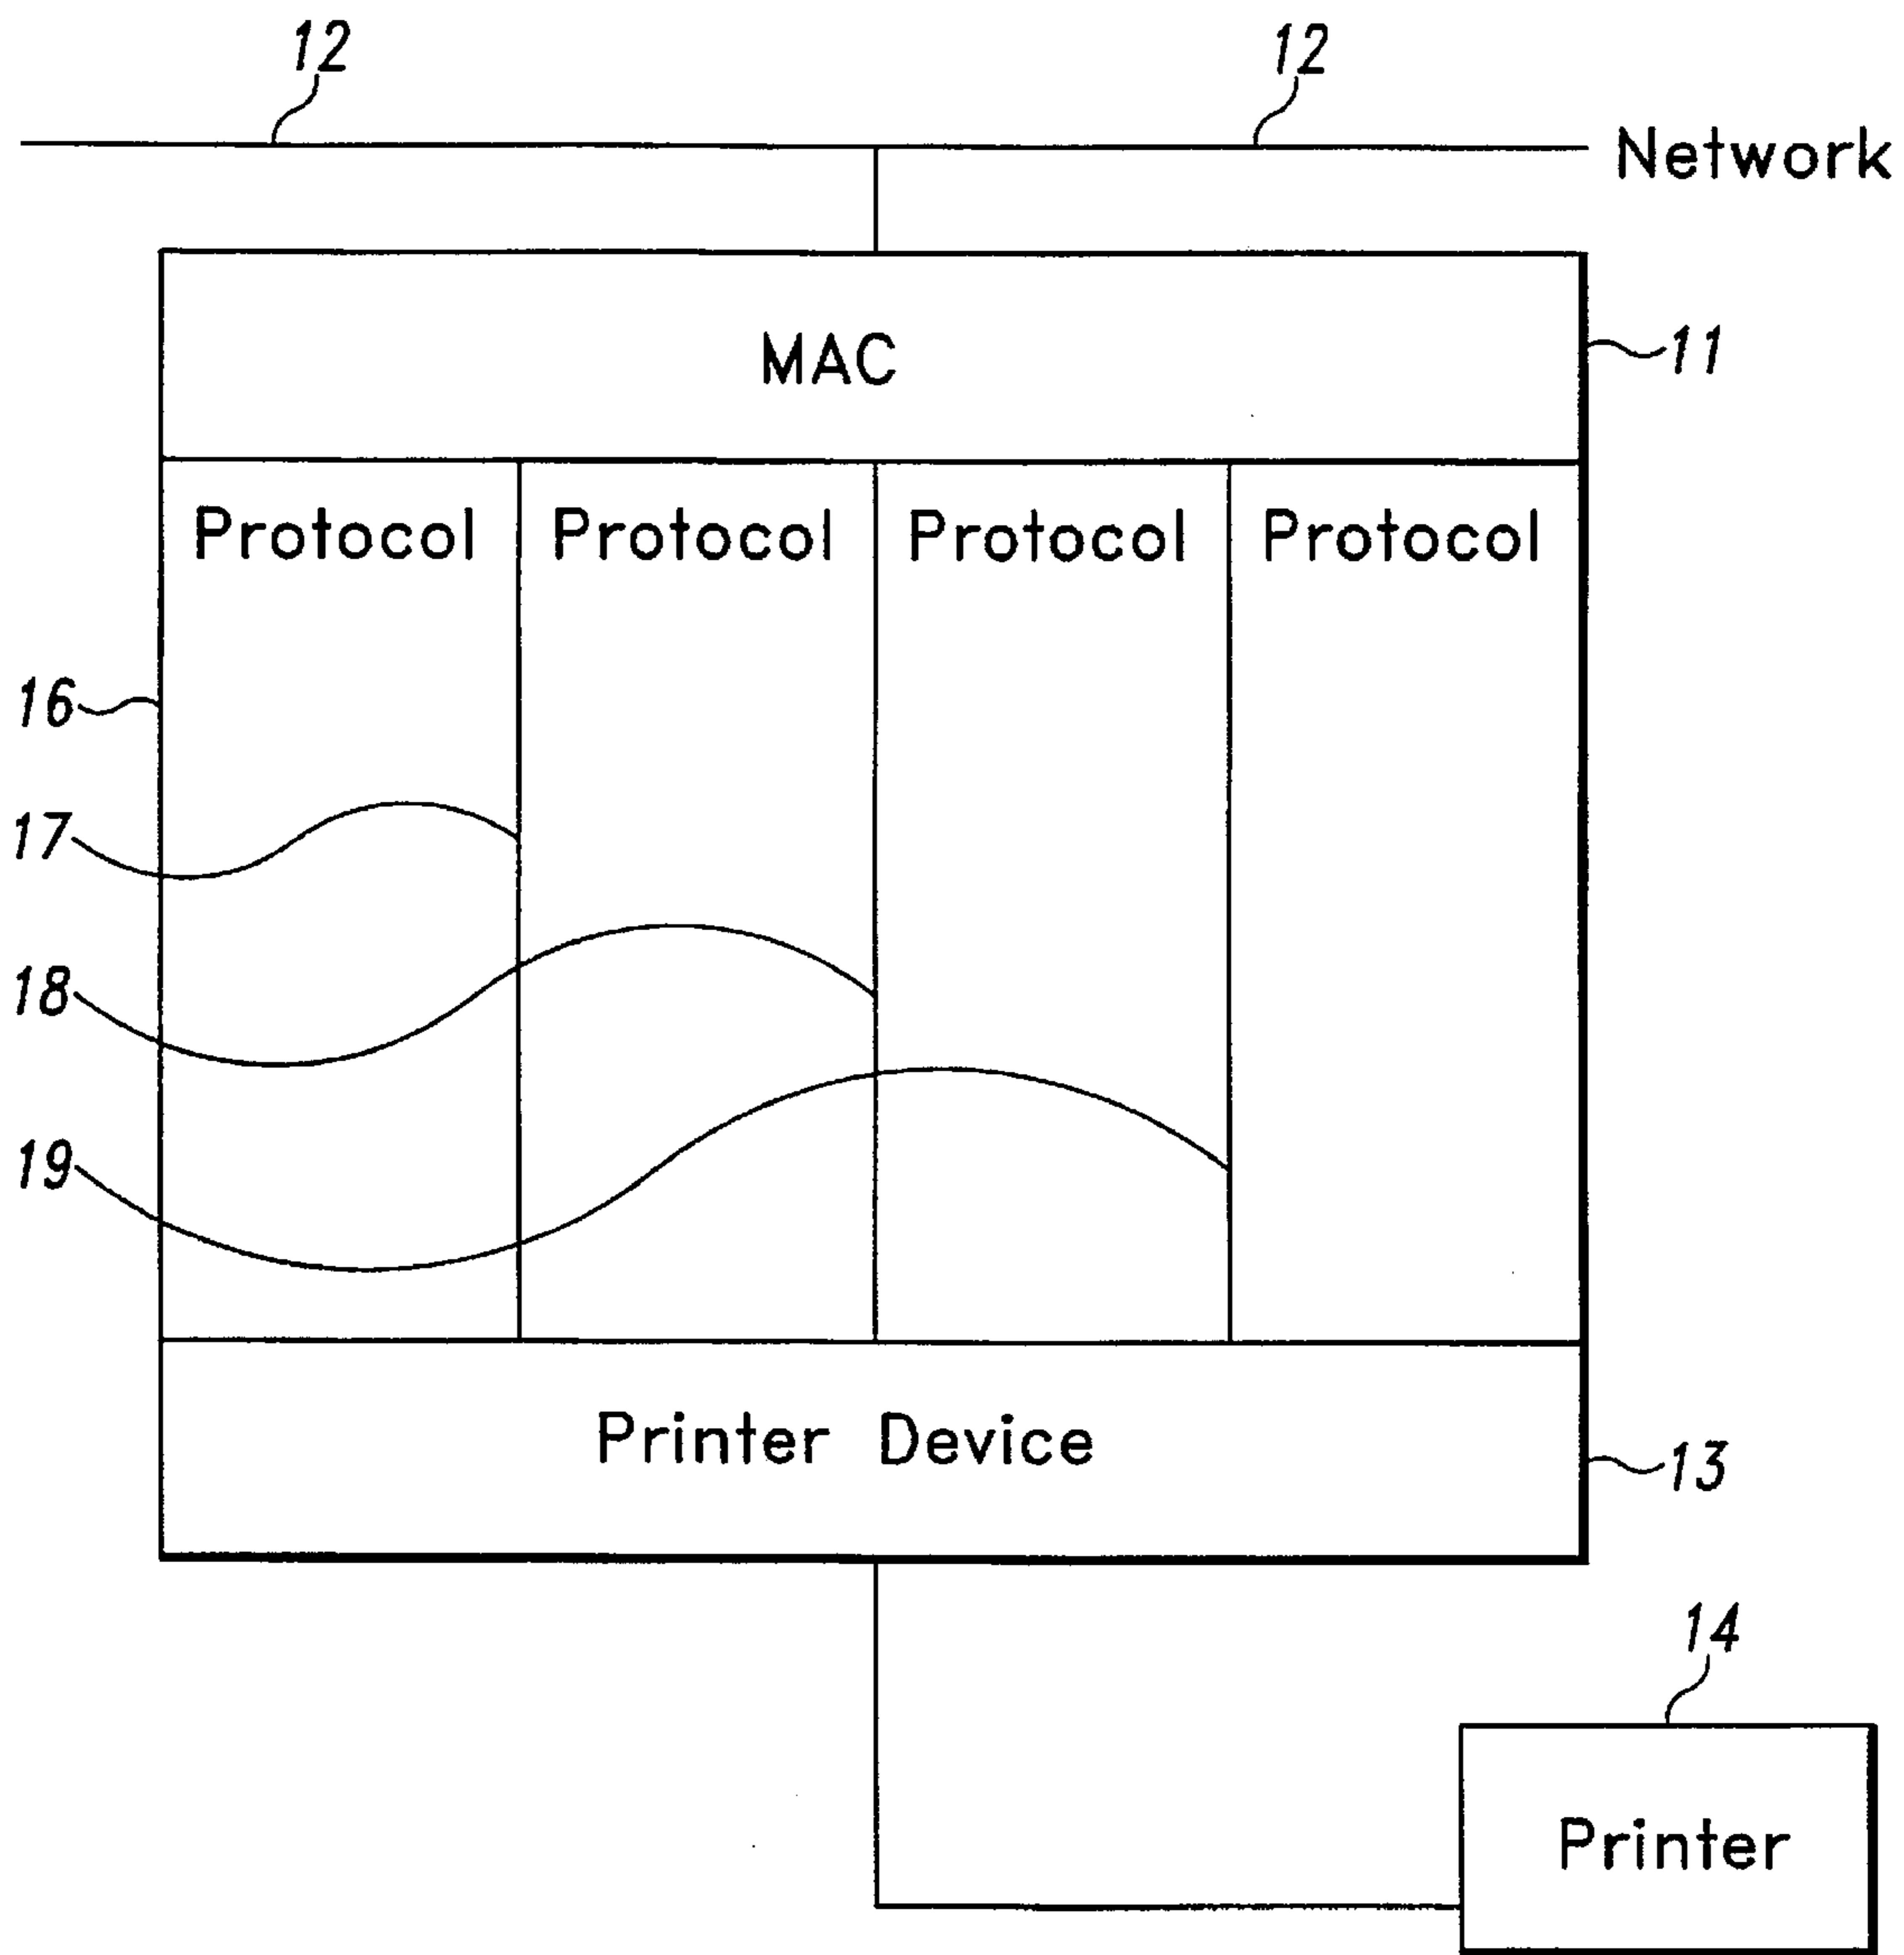 12 12
Network
MAC
11
Protocol Protocol Protocol Protocol
16
17
18
19
Printer Device
13
14
Printer